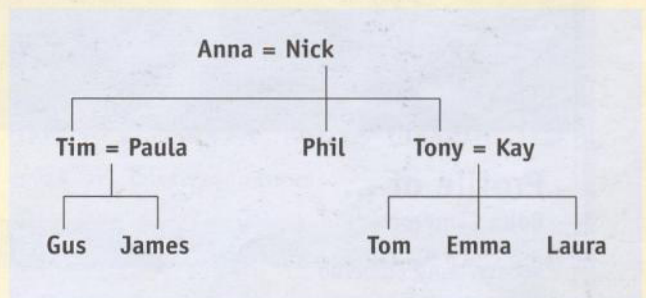 Anna = Nick
Tim = Paula Phil Tony = Kay
Gus James Tom Emma Laura